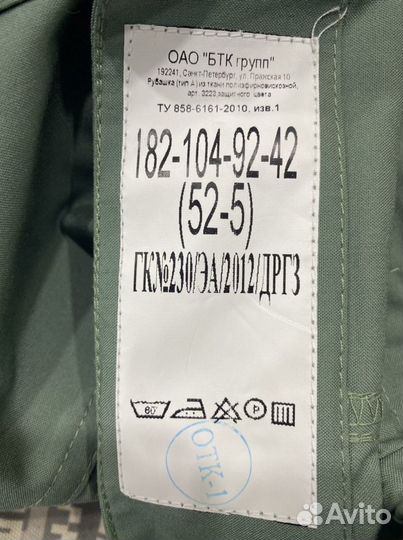 ОАО "БТК групп"
192241, Санкт-Петербург, ул. Пражская 10
Рубашка (тип А) из ткани полиэфирновискозной,
арт. 3223 защитного цвета
ТУ 858-6161-2010. изв.1
182-104-92-42
(52-5)
ГК№230/ЭА/2012/ДРГЗ
60 P
ОТК-1
Avito